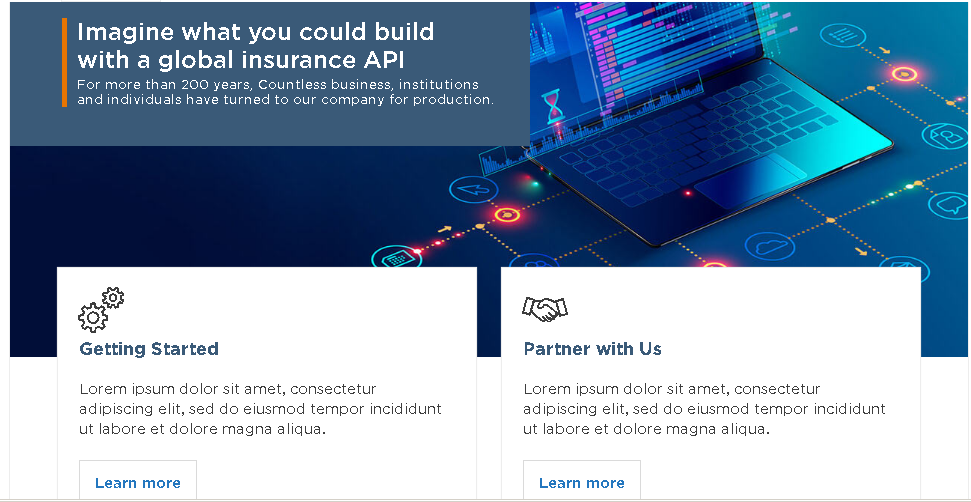 Imagine what you could build
with a global insurance API
For more than 200 years, Countless business, institutions
and individuals have turned to our company for production.
Getting Started
Lorem ipsum dolor sit amet, consectetur
adipiscing elit, sed do eiusmod tempor incididunt
ut labore et dolore magna aliqua.
Learn more
Partner with Us
Lorem ipsum dolor sit amet, consectetur
adipiscing elit, sed do eiusmod tempor incididunt
ut labore et dolore magna aliqua.
Learn more